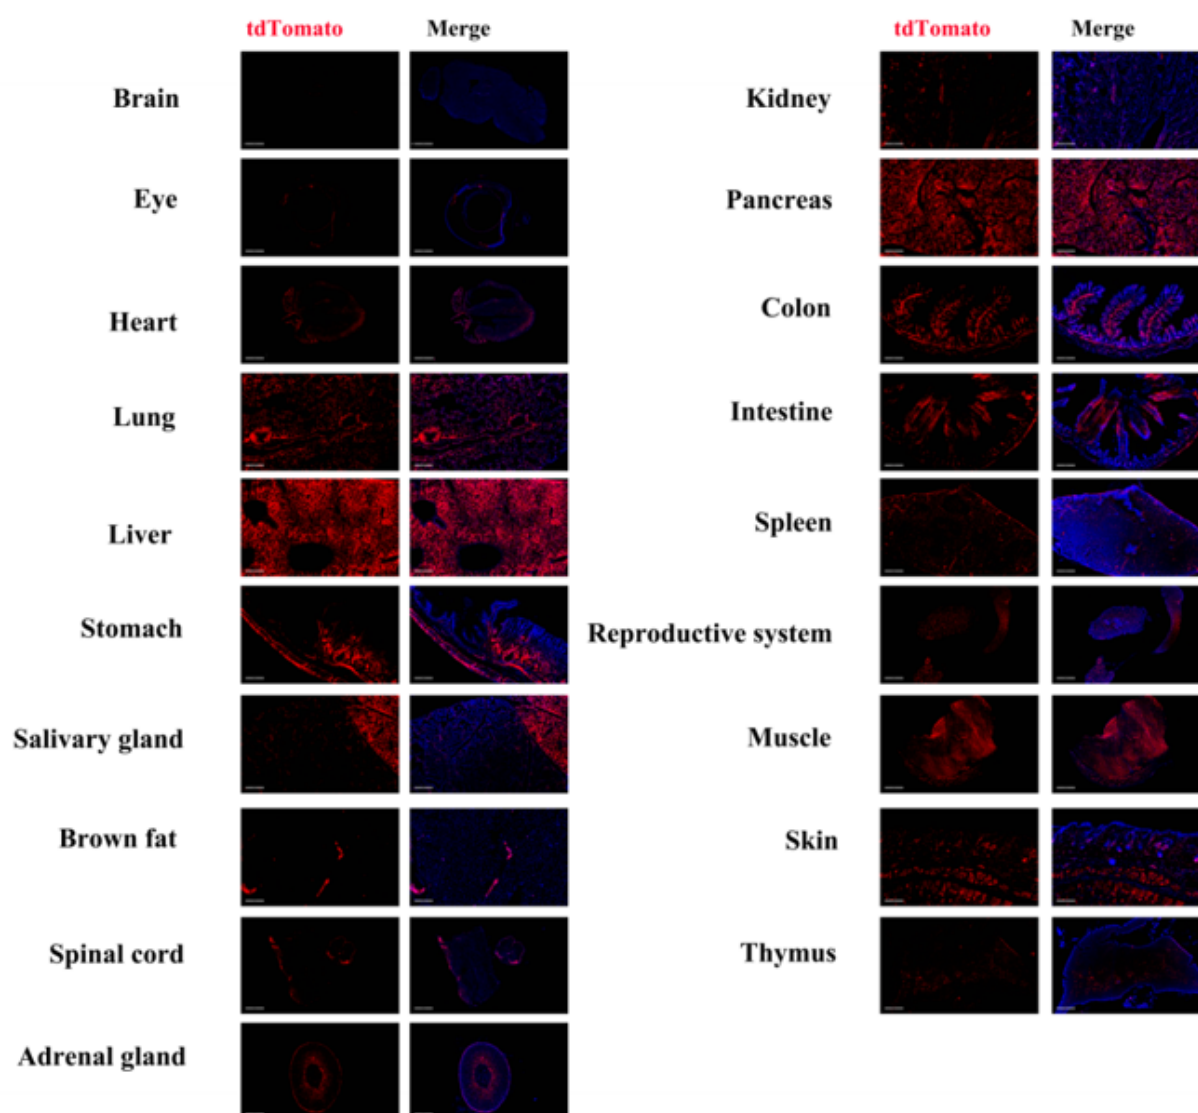 tdTomato Merge
Brain
Eye
Heart
Lung
Liver
Stomach
Salivary gland
Brown fat
Spinal cord
Adrenal gland
tdTomato Merge
Kidney
Pancreas
Colon
Intestine
Spleen
Reproductive system
Muscle
Skin
Thymus